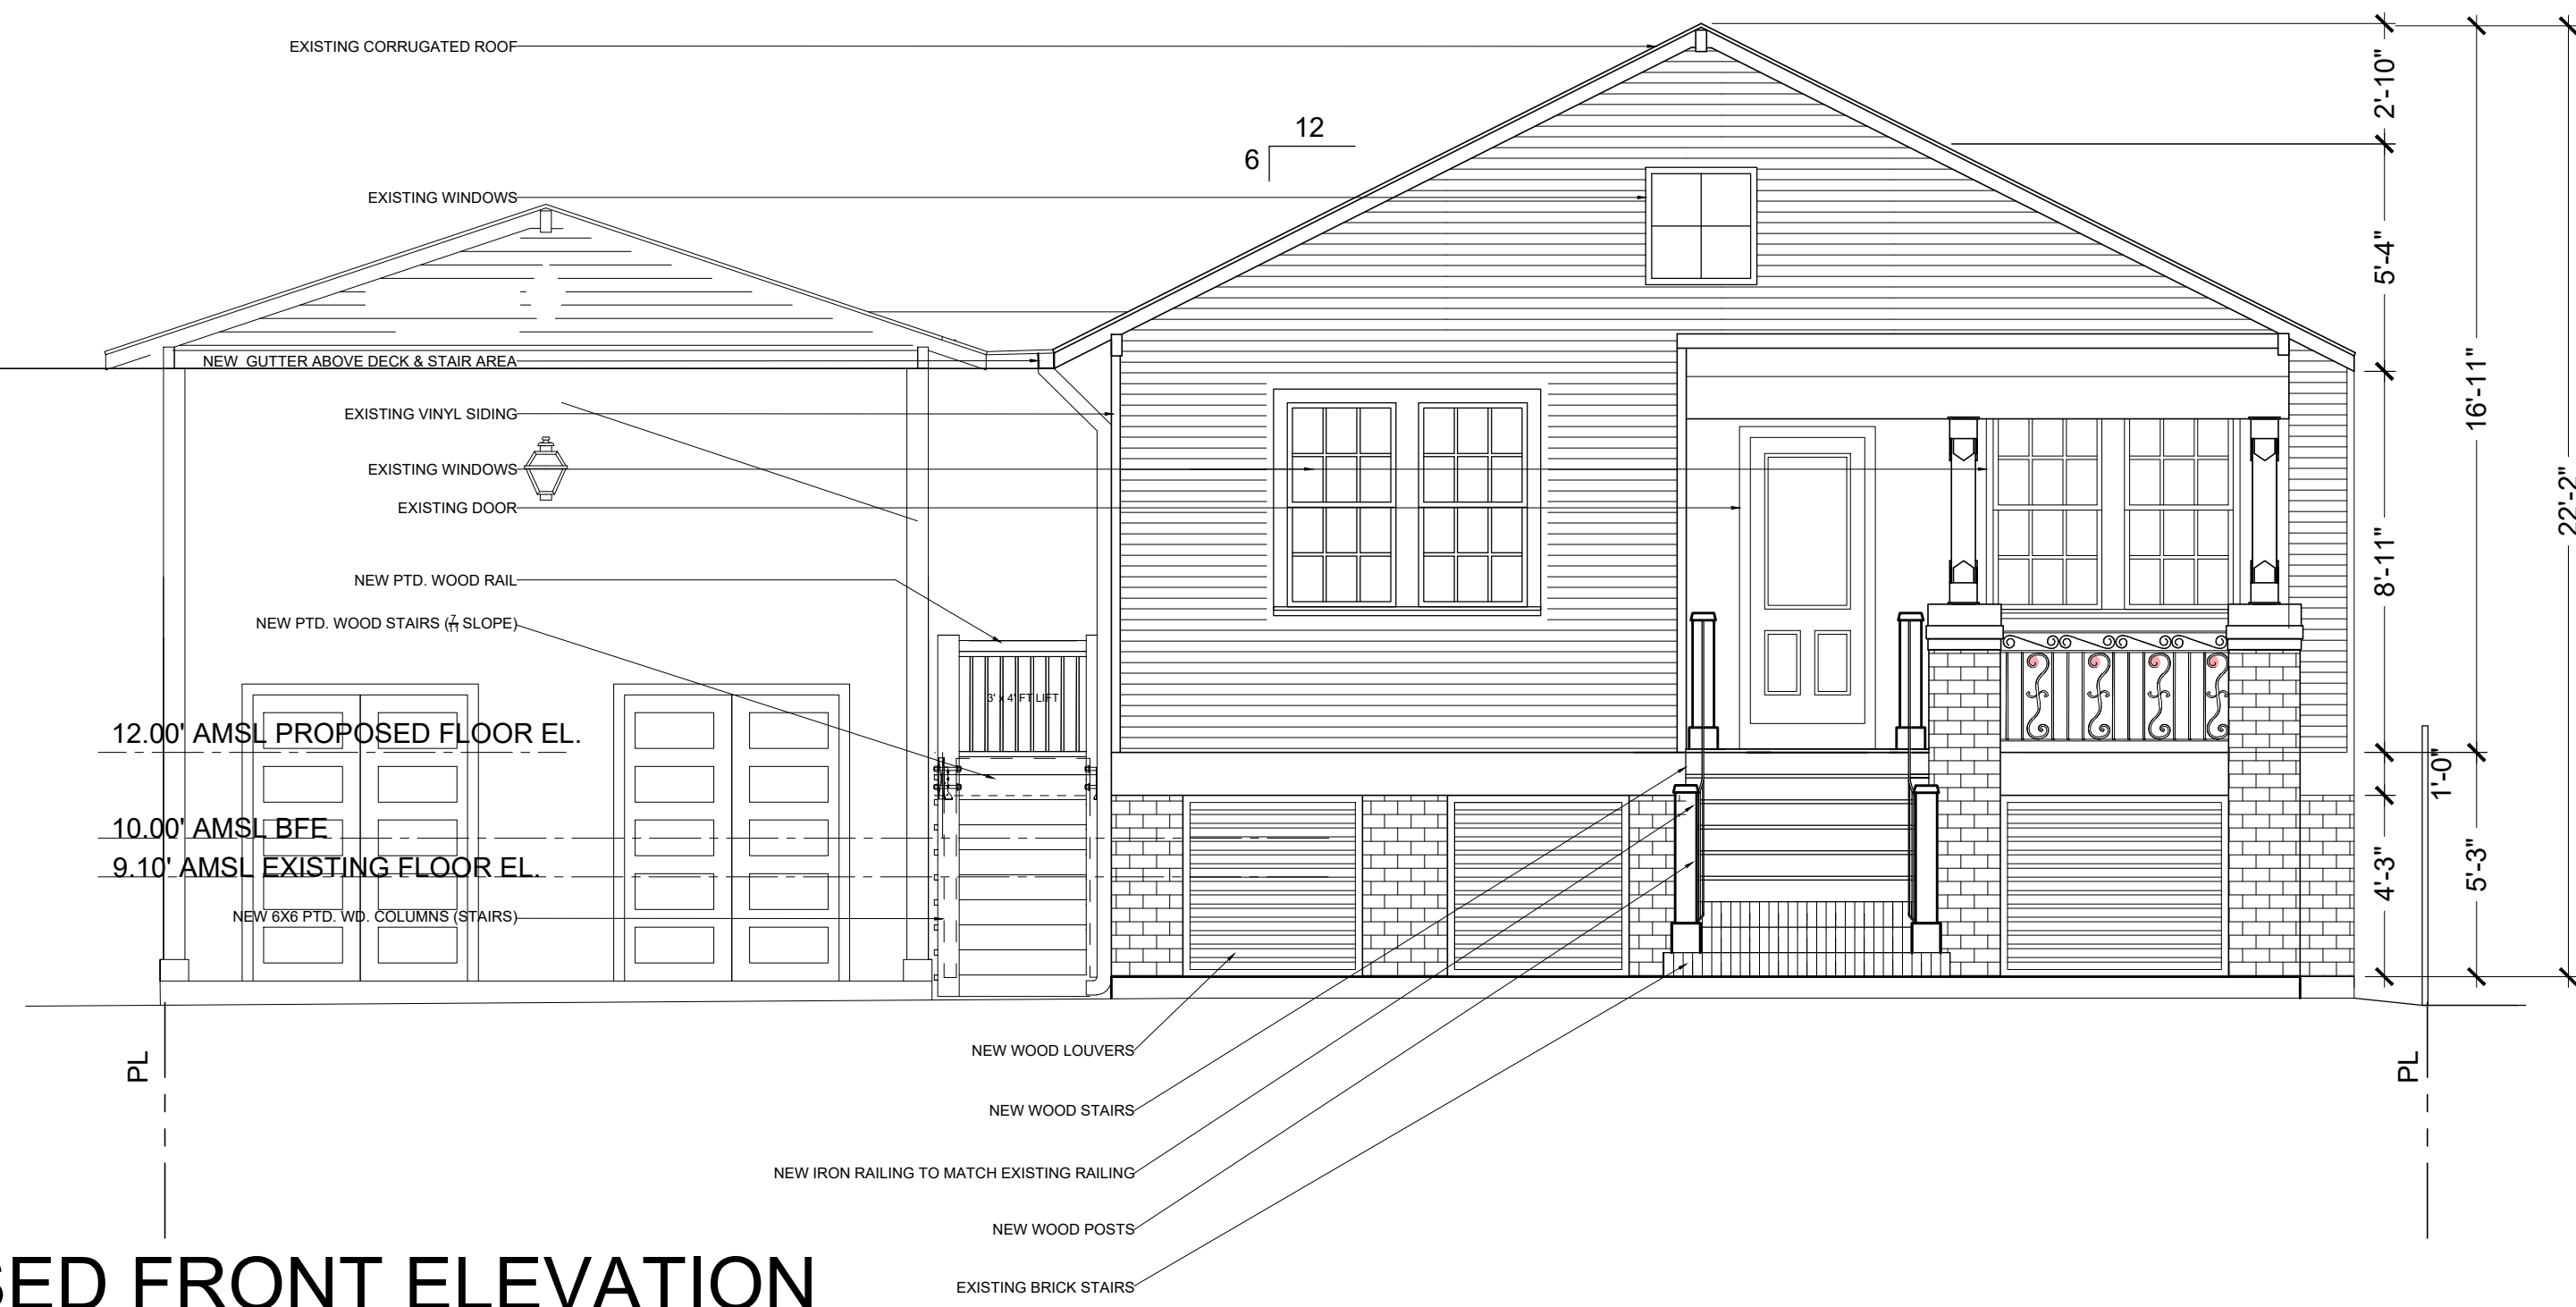 EXISTING CORRUGATED ROOF
12
6
EXISTING WINDOWS
NEW GUTTER ABOVE DECK & STAIR AREA
EXISTING VINYL SIDING
EXISTING WINDOWS
EXISTING DOOR
NEW PTD. WOOD RAIL
NEW PTD. WOOD STAIRS (7/11 SLOPE)
3' x 4' FT LIFT
12.00' AMSL PROPOSED FLOOR EL.
10.00' AMSL BFE
9.10' AMSL EXISTING FLOOR EL.
NEW 6X6 PTD. WD. COLUMNS (STAIRS)
2'-10"
5'-4"
16'-11"
22'-2"
8'-11"
1'-0"
4'-3"
5'-3"
NEW WOOD LOUVERS
PL
PL
NEW WOOD STAIRS
NEW IRON RAILING TO MATCH EXISTING RAILING
NEW WOOD POSTS
EXISTING BRICK STAIRS
SED FRONT ELEVATION